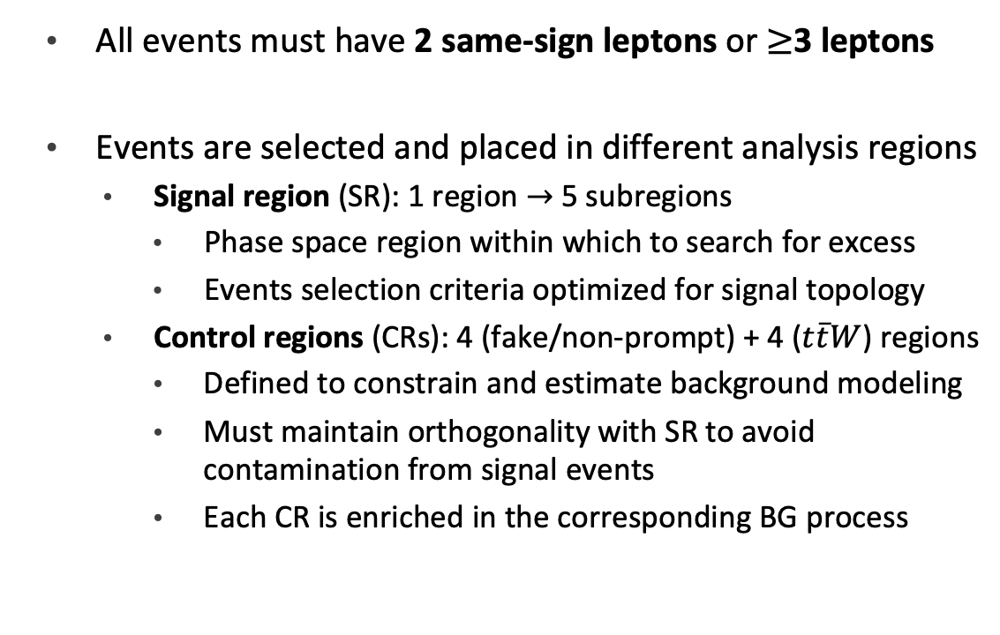 • All events must have 2 same-sign leptons or ≥3 leptons
• Events are selected and placed in different analysis regions
• Signal region (SR): 1 region → 5 subregions
• Phase space region within which to search for excess
• Events selection criteria optimized for signal topology
• Control regions (CRs): 4 (fake/non-prompt) + 4 (tt̄W) regions
• Defined to constrain and estimate background modeling
• Must maintain orthogonality with SR to avoid
contamination from signal events
• Each CR is enriched in the corresponding BG process